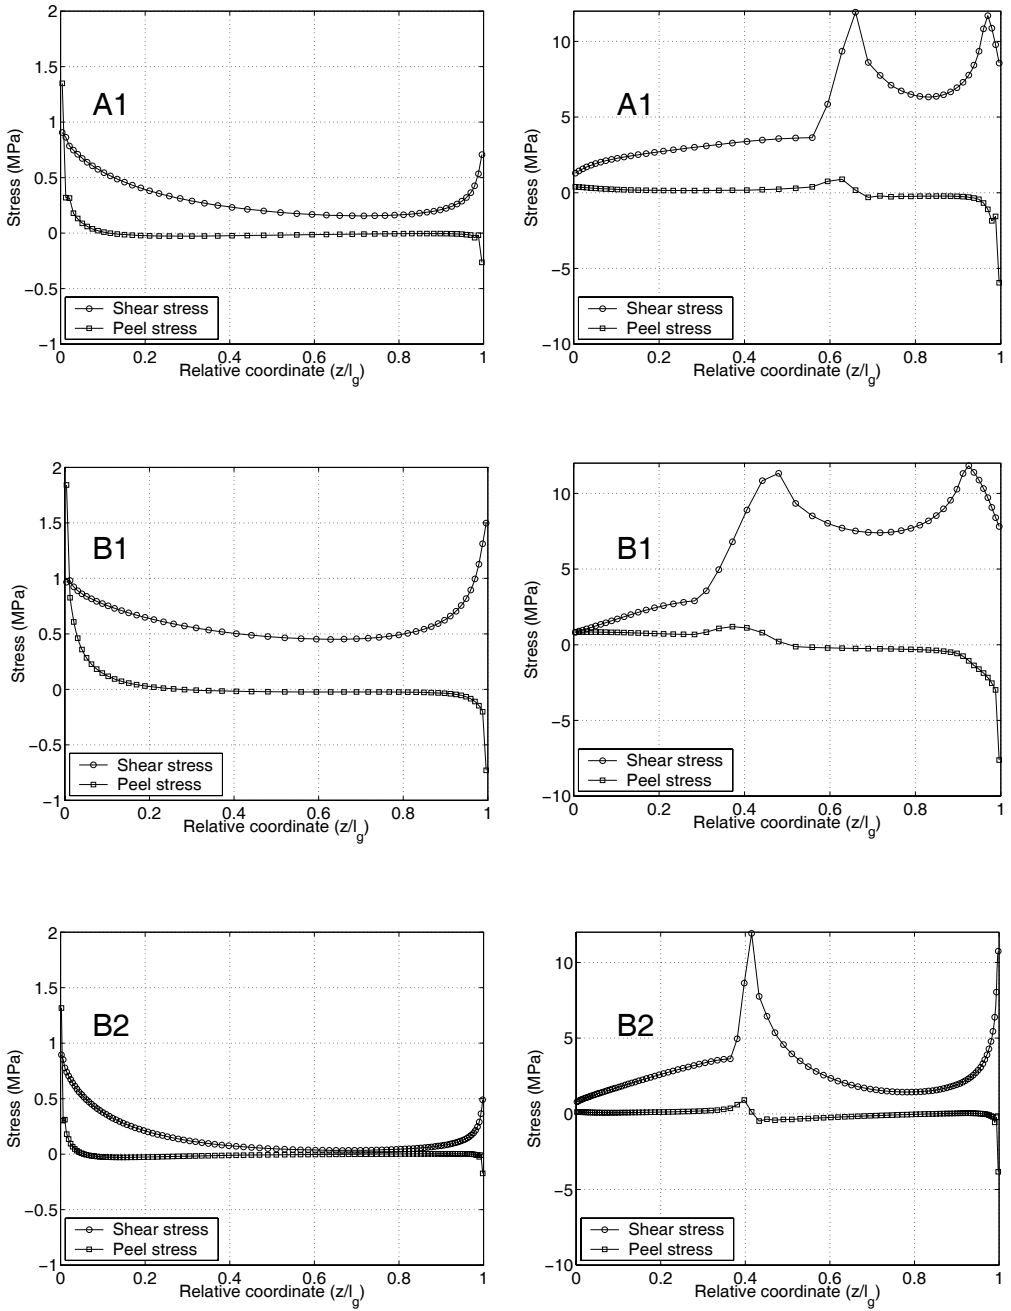 2
1.5
1
0.5
0
−0.5
−1
Stress (MPa)
A1
Shear stress
Peel stress
0 0.2 0.4 0.6 0.8 1
Relative coordinate (z/lg)
10
5
0
−5
−10
Stress (MPa)
A1
Shear stress
Peel stress
0 0.2 0.4 0.6 0.8 1
Relative coordinate (z/lg)
2
1.5
1
0.5
0
−0.5
−1
Stress (MPa)
B1
Shear stress
Peel stress
0 0.2 0.4 0.6 0.8 1
Relative coordinate (z/lg)
10
5
0
−5
−10
Stress (MPa)
B1
Shear stress
Peel stress
0 0.2 0.4 0.6 0.8 1
Relative coordinate (z/lg)
2
1.5
1
0.5
0
−0.5
−1
Stress (MPa)
B2
Shear stress
Peel stress
0 0.2 0.4 0.6 0.8 1
Relative coordinate (z/lg)
10
5
0
−5
−10
Stress (MPa)
B2
Shear stress
Peel stress
0 0.2 0.4 0.6 0.8 1
Relative coordinate (z/lg)